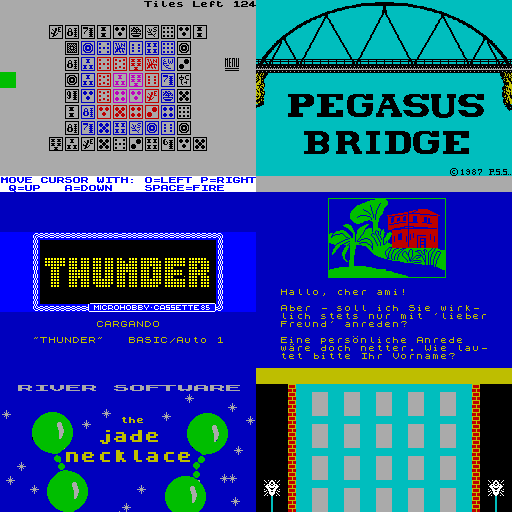 Tiles Left 124
MENU
MOVE CURSOR WITH: O=LEFT P=RIGHT
Q=UP A=DOWN SPACE=FIRE
PEGASUS
BRIDGE
©1987 P.S.S.
THUNDER
MICROHOBBY-CASSETTE 85
CARGANDO
"THUNDER" BASIC/Auto 1
Hallo, cher ami!
Aber - soll ich Sie wirk-
lich stets nur mit 'lieber
Freund' anreden?
Eine persönliche Anrede
wäre doch netter. Wie lau-
tet bitte Ihr Vorname?
RIVER SOFTWARE
the
jade
necklace